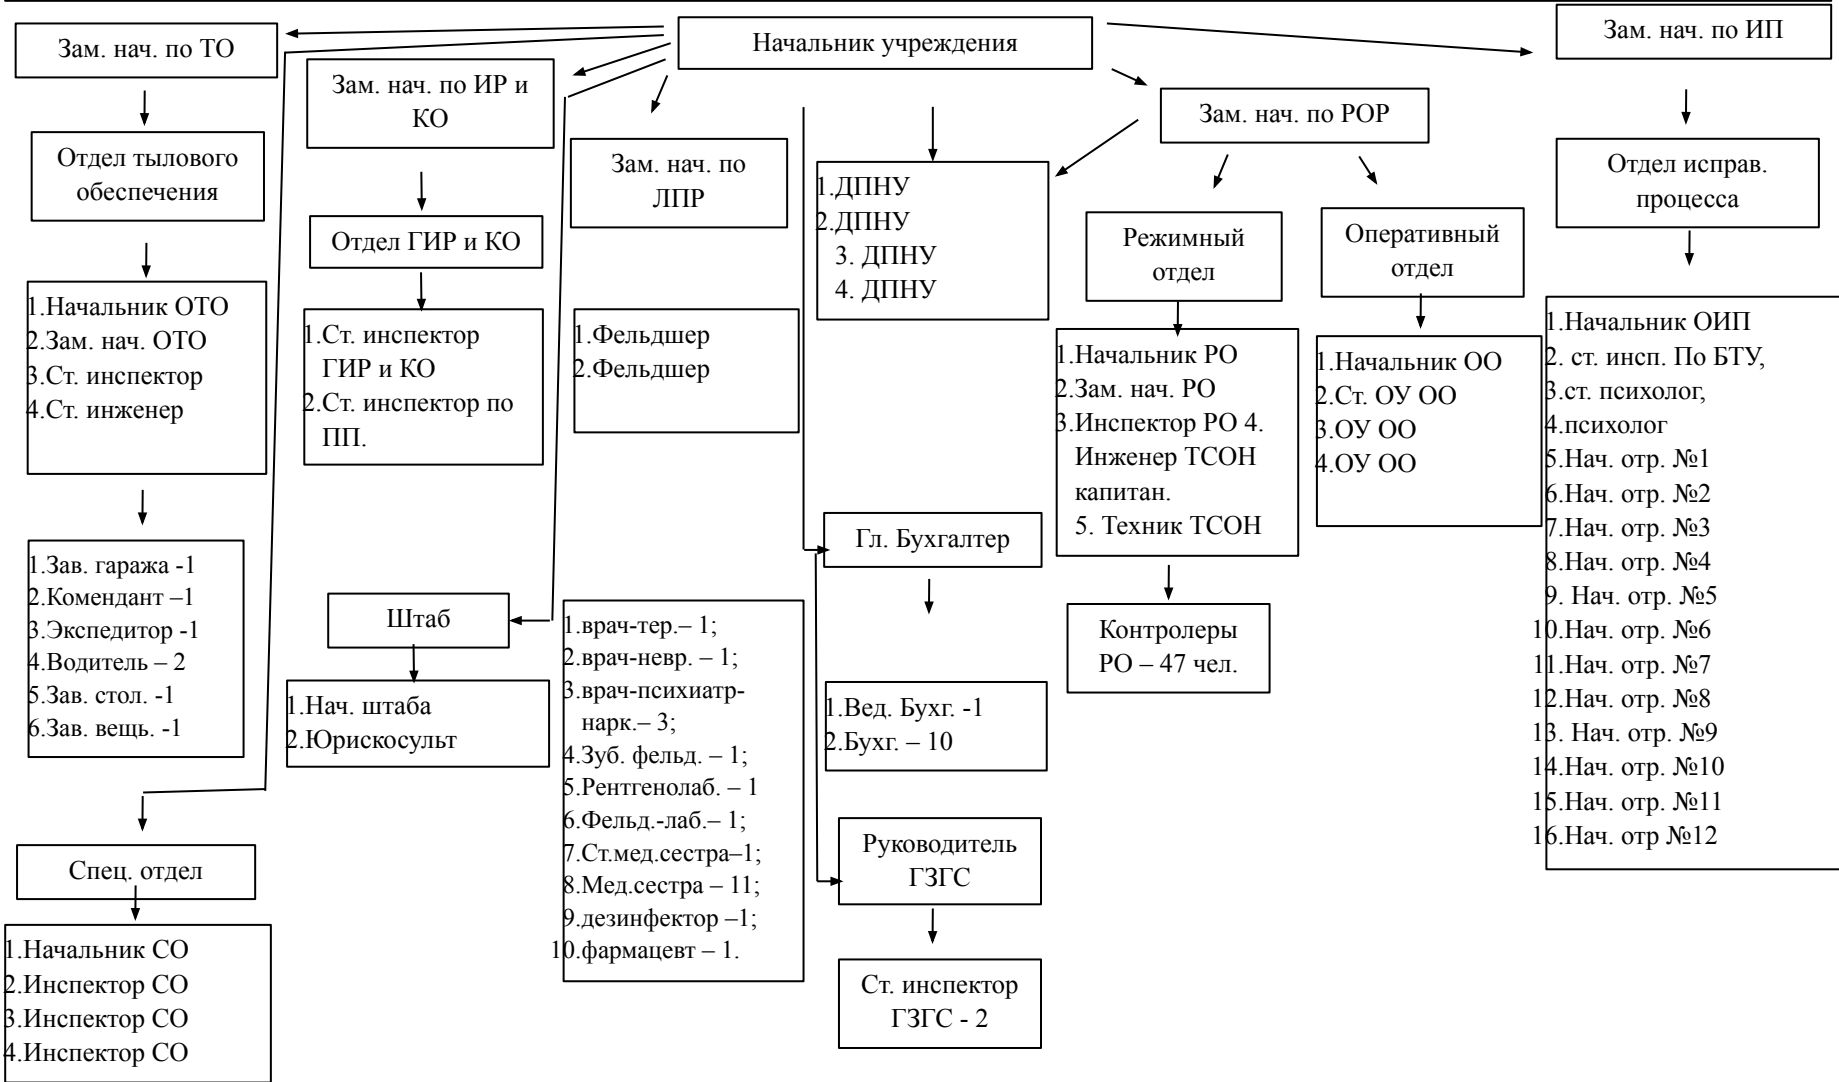 Начальник учреждения
Зам. нач. по ТО
Отдел тылового
обеспечения
1.Начальник ОТО
2.Зам. нач. ОТО
3.Ст. инспектор
4.Ст. инженер
1.Зав. гаража -1
2.Комендант –1
3.Экспедитор -1
4.Водитель – 2
5.Зав. стол. -1
6.Зав. вещь. -1
Спец. отдел
1.Начальник СО
2.Инспектор СО
3.Инспектор СО
4.Инспектор СО
Зам. нач. по ИР и
КО
Отдел ГИР и КО
1.Ст. инспектор
ГИР и КО
2.Ст. инспектор по
ПП.
Штаб
1.Нач. штаба
2.Юрискосульт
Зам. нач. по
ЛПР
1.Фельдшер
2.Фельдшер
1.врач-тер.– 1;
2.врач-невр. – 1;
3.врач-психиатр-
нарк.– 3;
4.Зуб. фельд. – 1;
5.Рентгенолаб. – 1
6.Фельд.-лаб.– 1;
7.Ст.мед.сестра–1;
8.Мед.сестра – 11;
9.дезинфектор –1;
10.фармацевт – 1.
1.ДПНУ
2.ДПНУ
3. ДПНУ
4. ДПНУ
Гл. Бухгалтер
1.Вед. Бухг. -1
2.Бухг. – 10
Руководитель
ГЗГС
Ст. инспектор
ГЗГС - 2
Зам. нач. по РОР
Режимный
отдел
1.Начальник РО
2.Зам. нач. РО
3.Инспектор РО 4.
Инженер ТСОН
капитан.
5. Техник ТСОН
Контролеры
РО – 47 чел.
Оперативный
отдел
1.Начальник ОО
2.Ст. ОУ ОО
3.ОУ ОО
4.ОУ ОО
Зам. нач. по ИП
Отдел исправ.
процесса
1.Начальник ОИП
2. ст. инсп. По БТУ,
3.ст. психолог,
4.психолог
5.Нач. отр. №1
6.Нач. отр. №2
7.Нач. отр. №3
8.Нач. отр. №4
9. Нач. отр. №5
10.Нач. отр. №6
11.Нач. отр. №7
12.Нач. отр. №8
13. Нач. отр. №9
14.Нач. отр. №10
15.Нач. отр. №11
16.Нач. отр №12